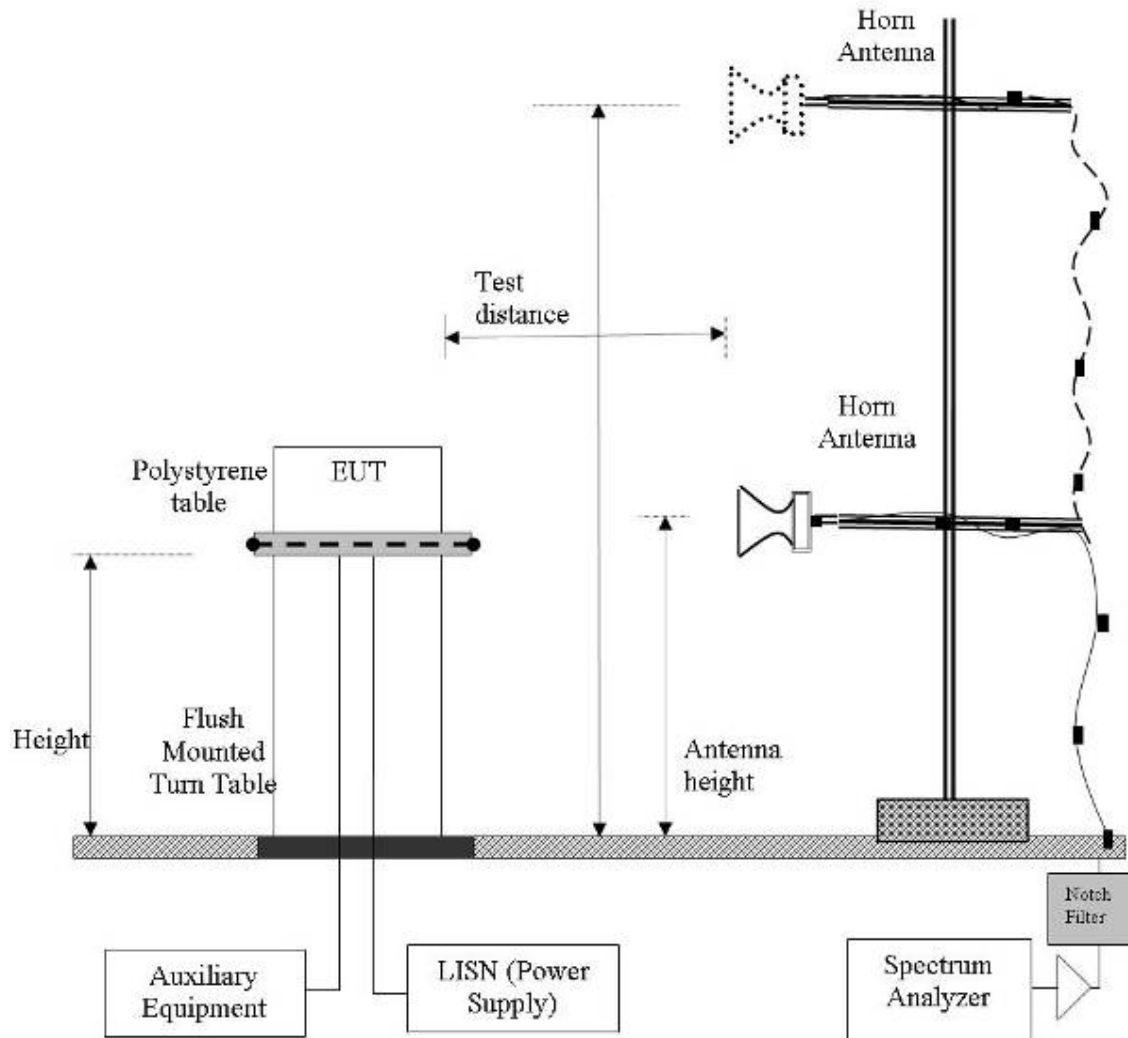 Horn
Antenna
Test
distance
Horn
Antenna
Polystyrene
table
EUT
Height
Flush
Mounted
Turn Table
Antenna
height
Notch
Filter
Auxiliary
Equipment
LISN (Power
Supply)
Spectrum
Analyzer